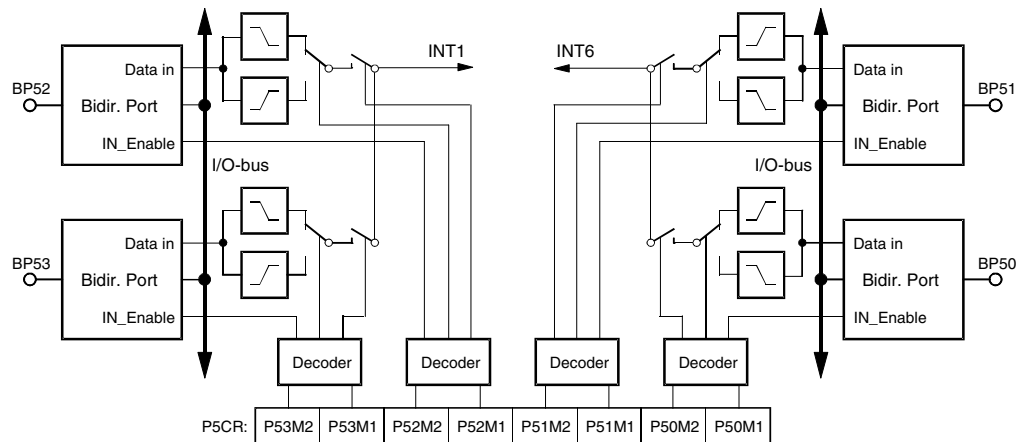 INT1
INT6
BP52
Data in
Bidir. Port
IN_Enable
I/O-bus
BP51
Data in
Bidir. Port
IN_Enable
I/O-bus
BP53
Data in
Bidir. Port
IN_Enable
BP50
Data in
Bidir. Port
IN_Enable
Decoder Decoder Decoder Decoder
P5CR: P53M2 P53M1 P52M2 P52M1 P51M2 P51M1 P50M2 P50M1